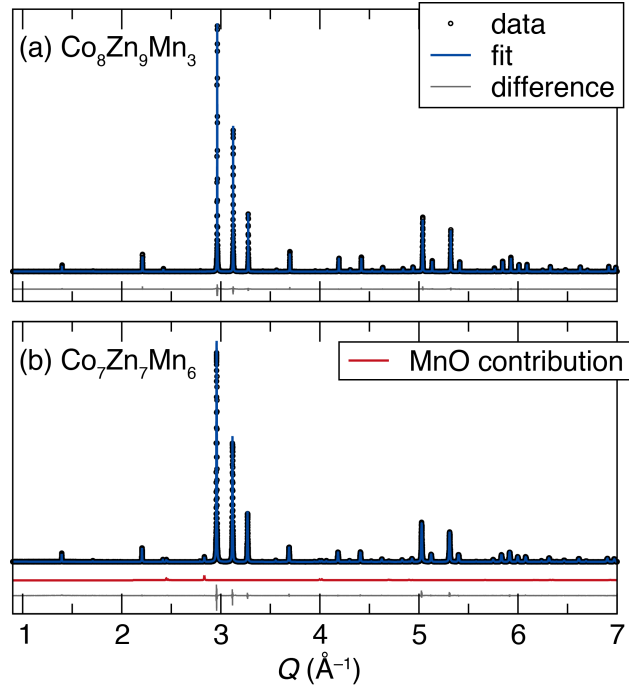 (a) Co₈Zn₉Mn₃
data
fit
difference
(b) Co₇Zn₇Mn₆
MnO contribution
1 2 3 4 5 6 7
Q (Å⁻¹)